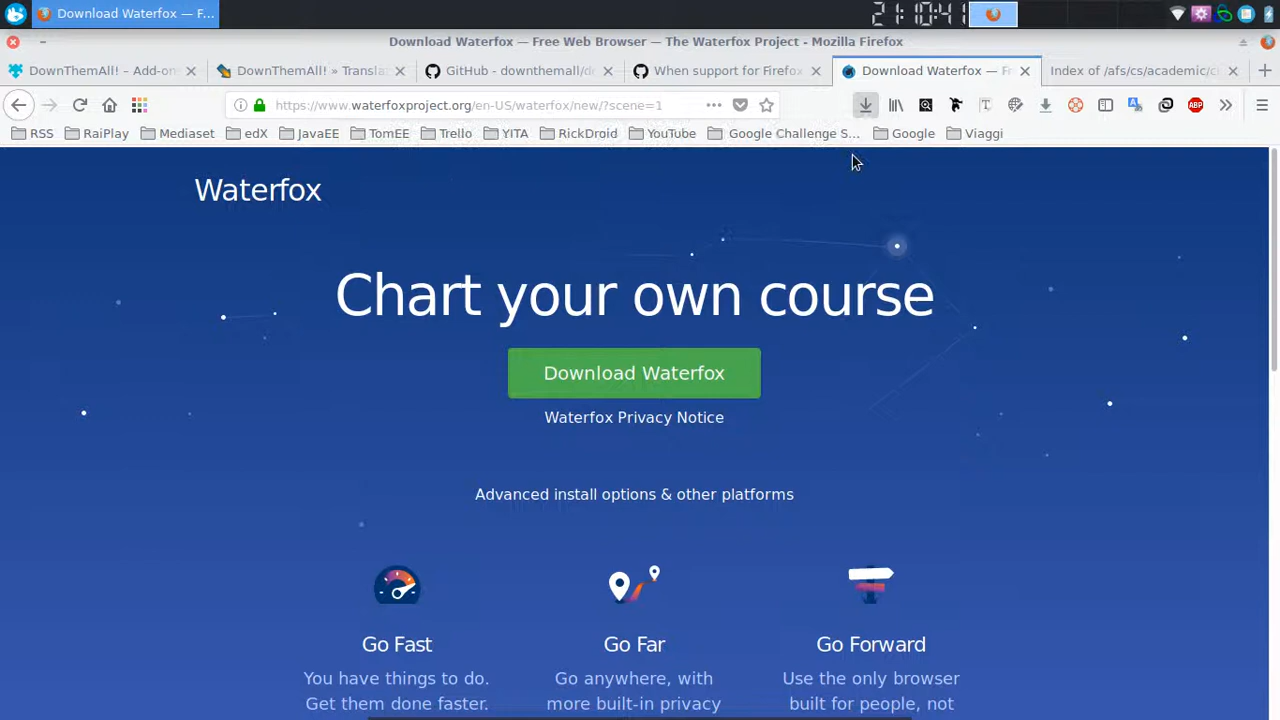 Download Waterfox — F...
21:10:41
Download Waterfox — Free Web Browser — The Waterfox Project - Mozilla Firefox
DownThemAll! – Add-on
DownThemAll! » Transla
GitHub - downthemall/d
When support for Firefox
Download Waterfox — F
Index of /afs/cs/academic/c
https://www.waterfoxproject.org/en-US/waterfox/new/?scene=1
ABP
RSS
RaiPlay
Mediaset
edX
JavaEE
TomEE
Trello
YITA
RickDroid
YouTube
Google Challenge S...
Google
Viaggi
Waterfox
Chart your own course
Download Waterfox
Waterfox Privacy Notice
Advanced install options & other platforms
Go Fast
You have things to do.
Get them done faster.
Go Far
Go anywhere, with
more built-in privacy
Go Forward
Use the only browser
built for people, not